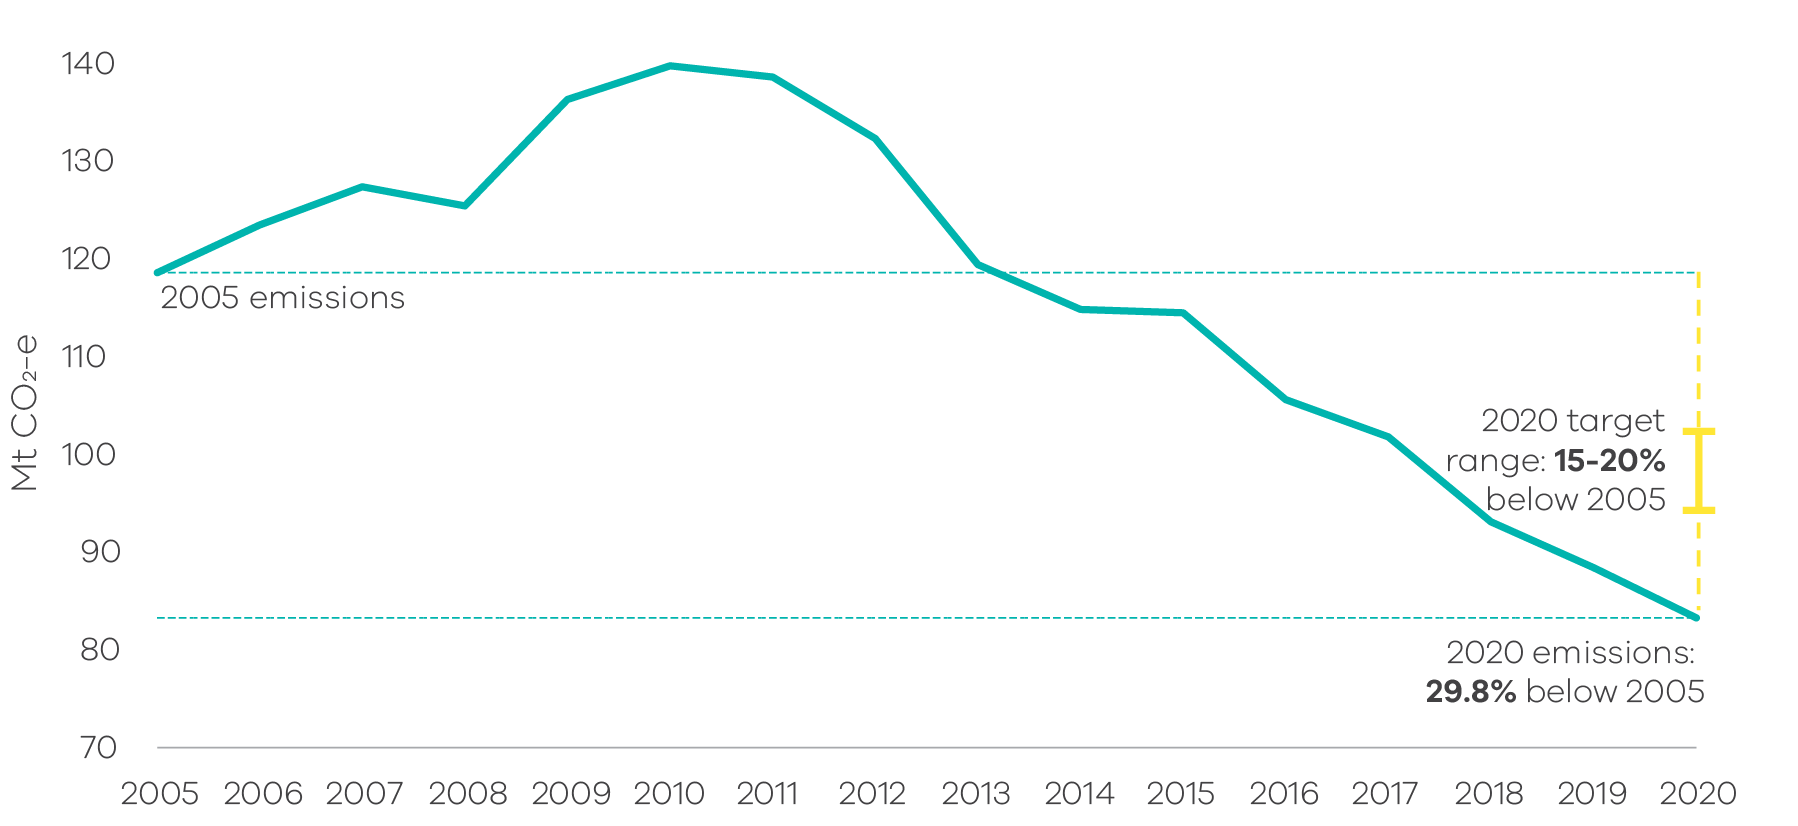 140
130
120
2005 emissions
110
Mt CO₂-e
2020 target
100
range: 15-20%
below 2005
90
80
2020 emissions:
29.8% below 2005
70
2005 2006 2007 2008 2009 2010 2011 2012 2013 2014 2015 2016 2017 2018 2019 2020